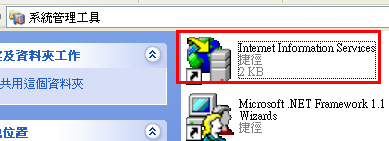 系統管理工具
及資料夾工作
共用這個資料夾
位置
Internet Information Services
捷徑
2 KB
Microsoft .NET Framework 1.1
Wizards
捷徑